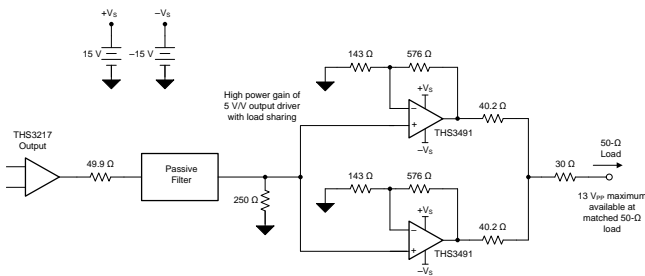 +VS
–VS
15 V
–15 V
143 Ω
576 Ω
High power gain of
5 V/V output driver
with load sharing
+VS
–
+
THS3491
–VS
40.2 Ω
THS3217
Output
49.9 Ω
Passive
Filter
250 Ω
50-Ω
Load
30 Ω
13 VPP maximum
available at
matched 50-Ω
load
143 Ω
576 Ω
+VS
–
+
THS3491
–VS
40.2 Ω